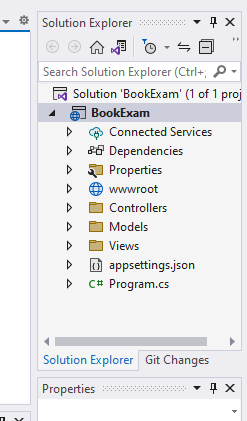 Solution Explorer
Search Solution Explorer (Ctrl+;
Solution 'BookExam' (1 of 1 proj
BookExam
Connected Services
Dependencies
Properties
wwwroot
Controllers
Models
Views
appsettings.json
C# Program.cs
Solution Explorer Git Changes
Properties